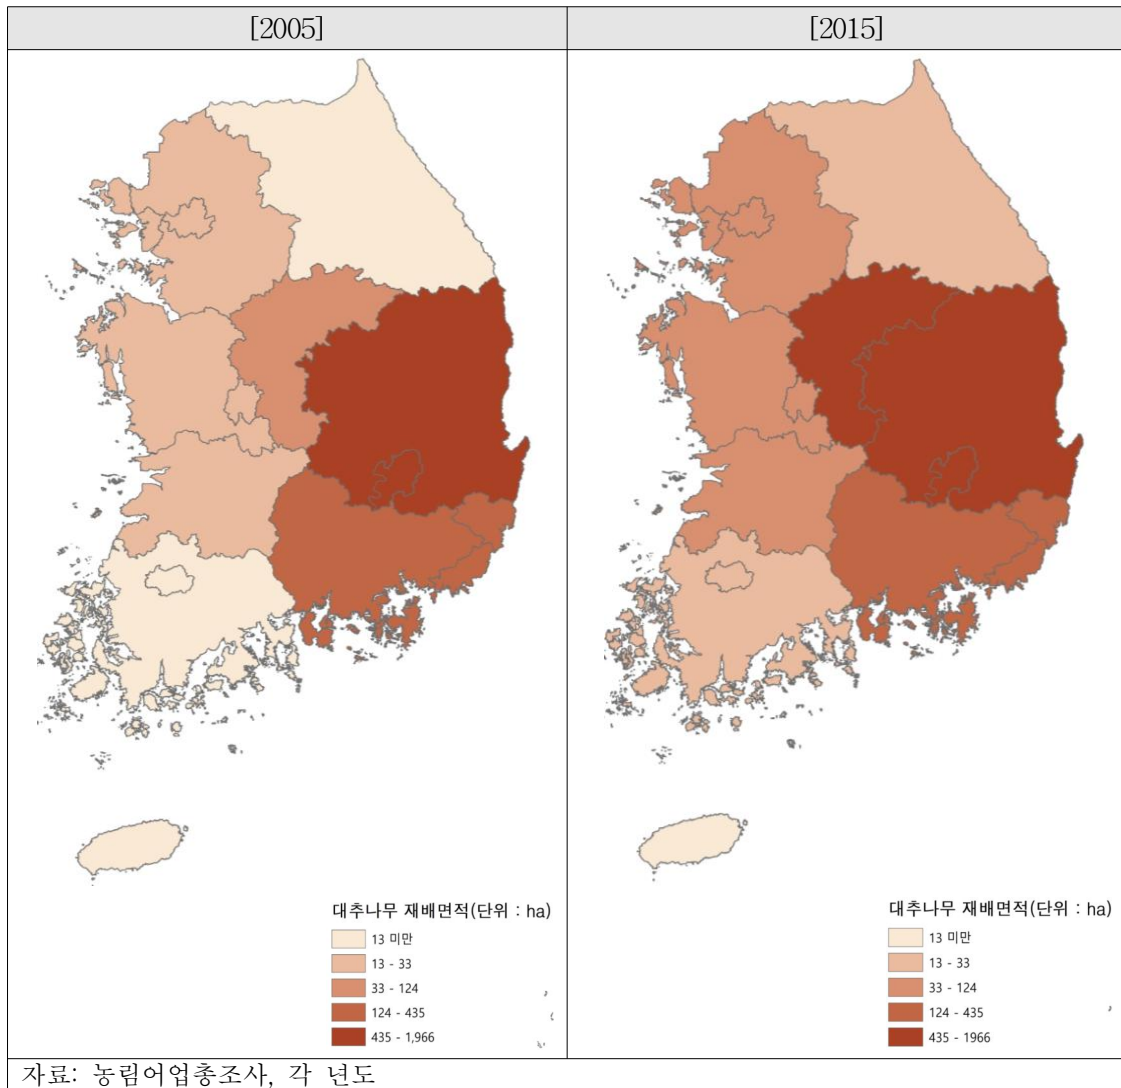 [2005]
[2015]
대추나무 재배면적(단위 : ha)
13 미만
13 - 33
33 - 124
124 - 435
435 - 1,966
대추나무 재배면적(단위 : ha)
13 미만
13 - 33
33 - 124
124 - 435
435 - 1966
자료: 농림어업총조사, 각 년도